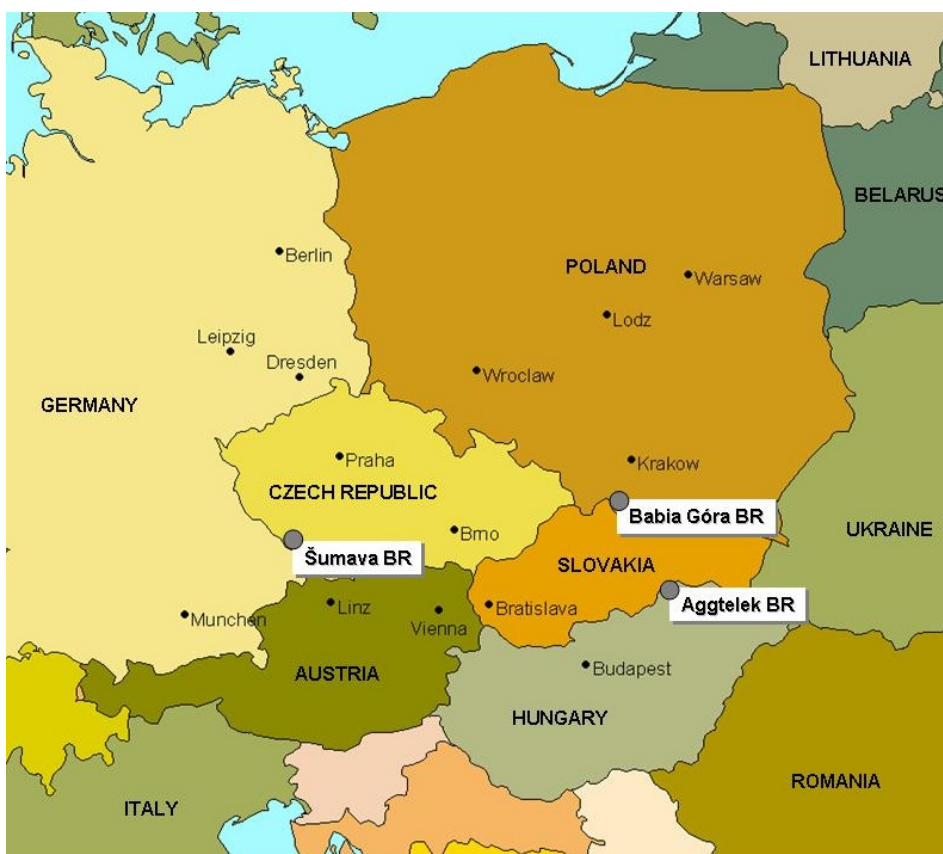 LITHUANIA
BELARUS
Berlin
POLAND
Warsaw
Lodz
Leipzig
Dresden
Wroclaw
GERMANY
Praha
Krakow
CZECH REPUBLIC
Babia Góra BR
Brno
UKRAINE
Šumava BR
SLOVAKIA
Linz
Bratislava
Aggtelek BR
Munchen
Vienna
AUSTRIA
Budapest
HUNGARY
ROMANIA
ITALY